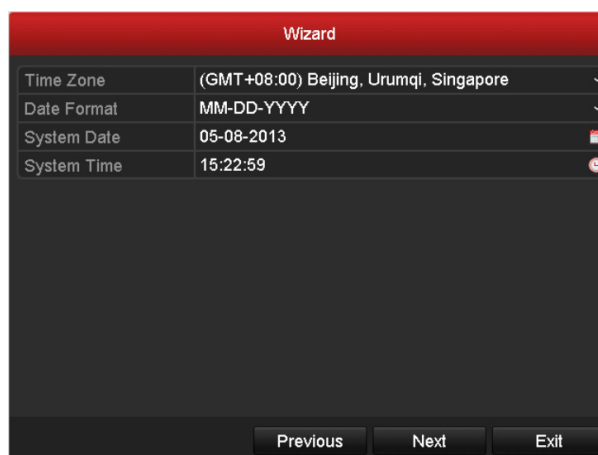 Wizard
Time Zone (GMT+08:00) Beijing, Urumqi, Singapore
Date Format MM-DD-YYYY
System Date 05-08-2013
System Time 15:22:59
Previous Next Exit